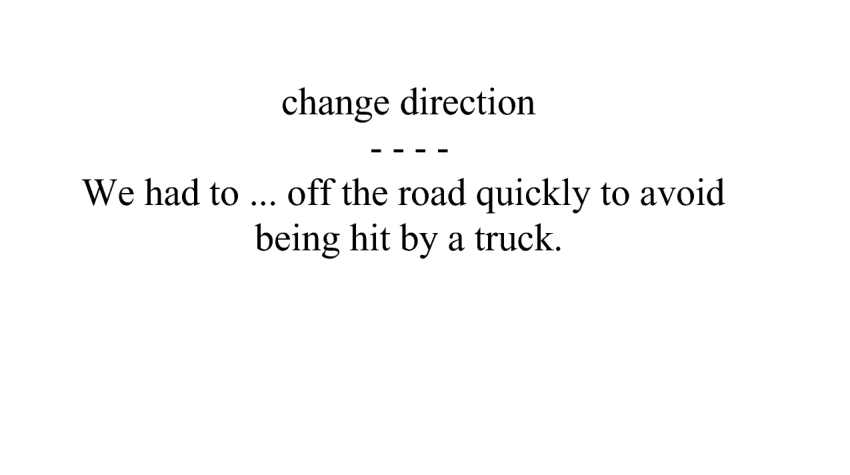 change direction
- - - -
We had to ... off the road quickly to avoid
being hit by a truck.